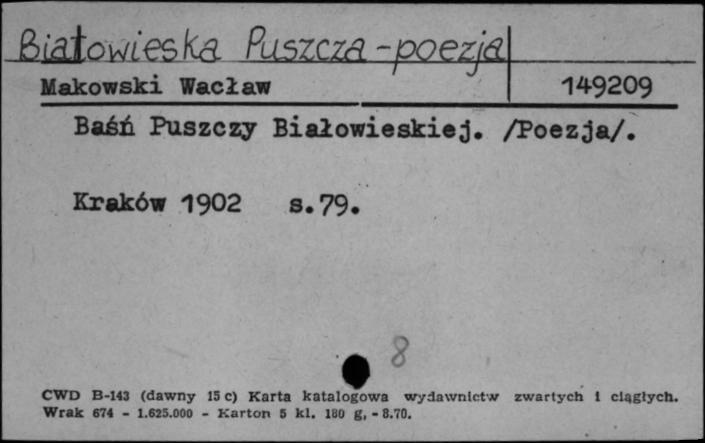 Białowieska Puszcza - poezja
Makowski Wacław 149209
Baśń Puszczy Białowieskiej. /Poezja/.
Kraków 1902 s.79.
8
CWD B-143 (dawny 15 c) Karta katalogowa wydawnictw zwartych i ciągłych.
Wrak 674 - 1.625.000 - Karton 5 kl. 180 g, - 8.70.